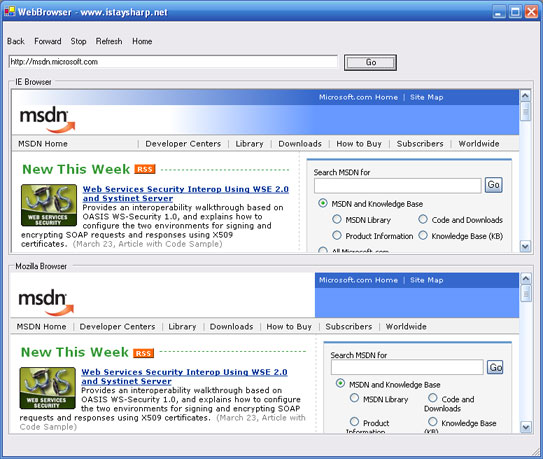 WebBrowser - www.istaysharp.net
Back Forward Stop Refresh Home
http://msdn.microsoft.com Go
IE Browser
Microsoft.com Home | Site Map
msdn
MSDN Home | Developer Centers | Library | Downloads | How to Buy | Subscribers | Worldwide
New This Week RSS
Web Services Security Interop Using WSE 2.0
and Systinet Server
Provides an interoperability walkthrough based on
OASIS WS-Security 1.0, and explains how to
configure the two environments for signing and
encrypting SOAP requests and responses using X509
certificates. (March 23, Article with Code Sample)
WEB SERVICES
SECURITY
Search MSDN for
Go
MSDN and Knowledge Base
MSDN Library Code and Downloads
Product Information Knowledge Base (KB)
All Microsoft.com
Mozilla Browser
Microsoft.com Home | Site Map
msdn
MSDN Home | Developer Centers | Library | Downloads | How to Buy | Subscribers | Worldwide
New This Week RSS
Web Services Security Interop Using WSE 2.0
and Systinet Server
Provides an interoperability walkthrough based on
OASIS WS-Security 1.0, and explains how to configure
the two environments for signing and encrypting SOAP
requests and responses using X509 certificates. (March 23, Article with
Code Sample)
WEB SERVICES
SECURITY
Search MSDN for
Go
MSDN and Knowledge Base
MSDN Library Code and
Downloads
Product Knowledge Base
Information (KB)